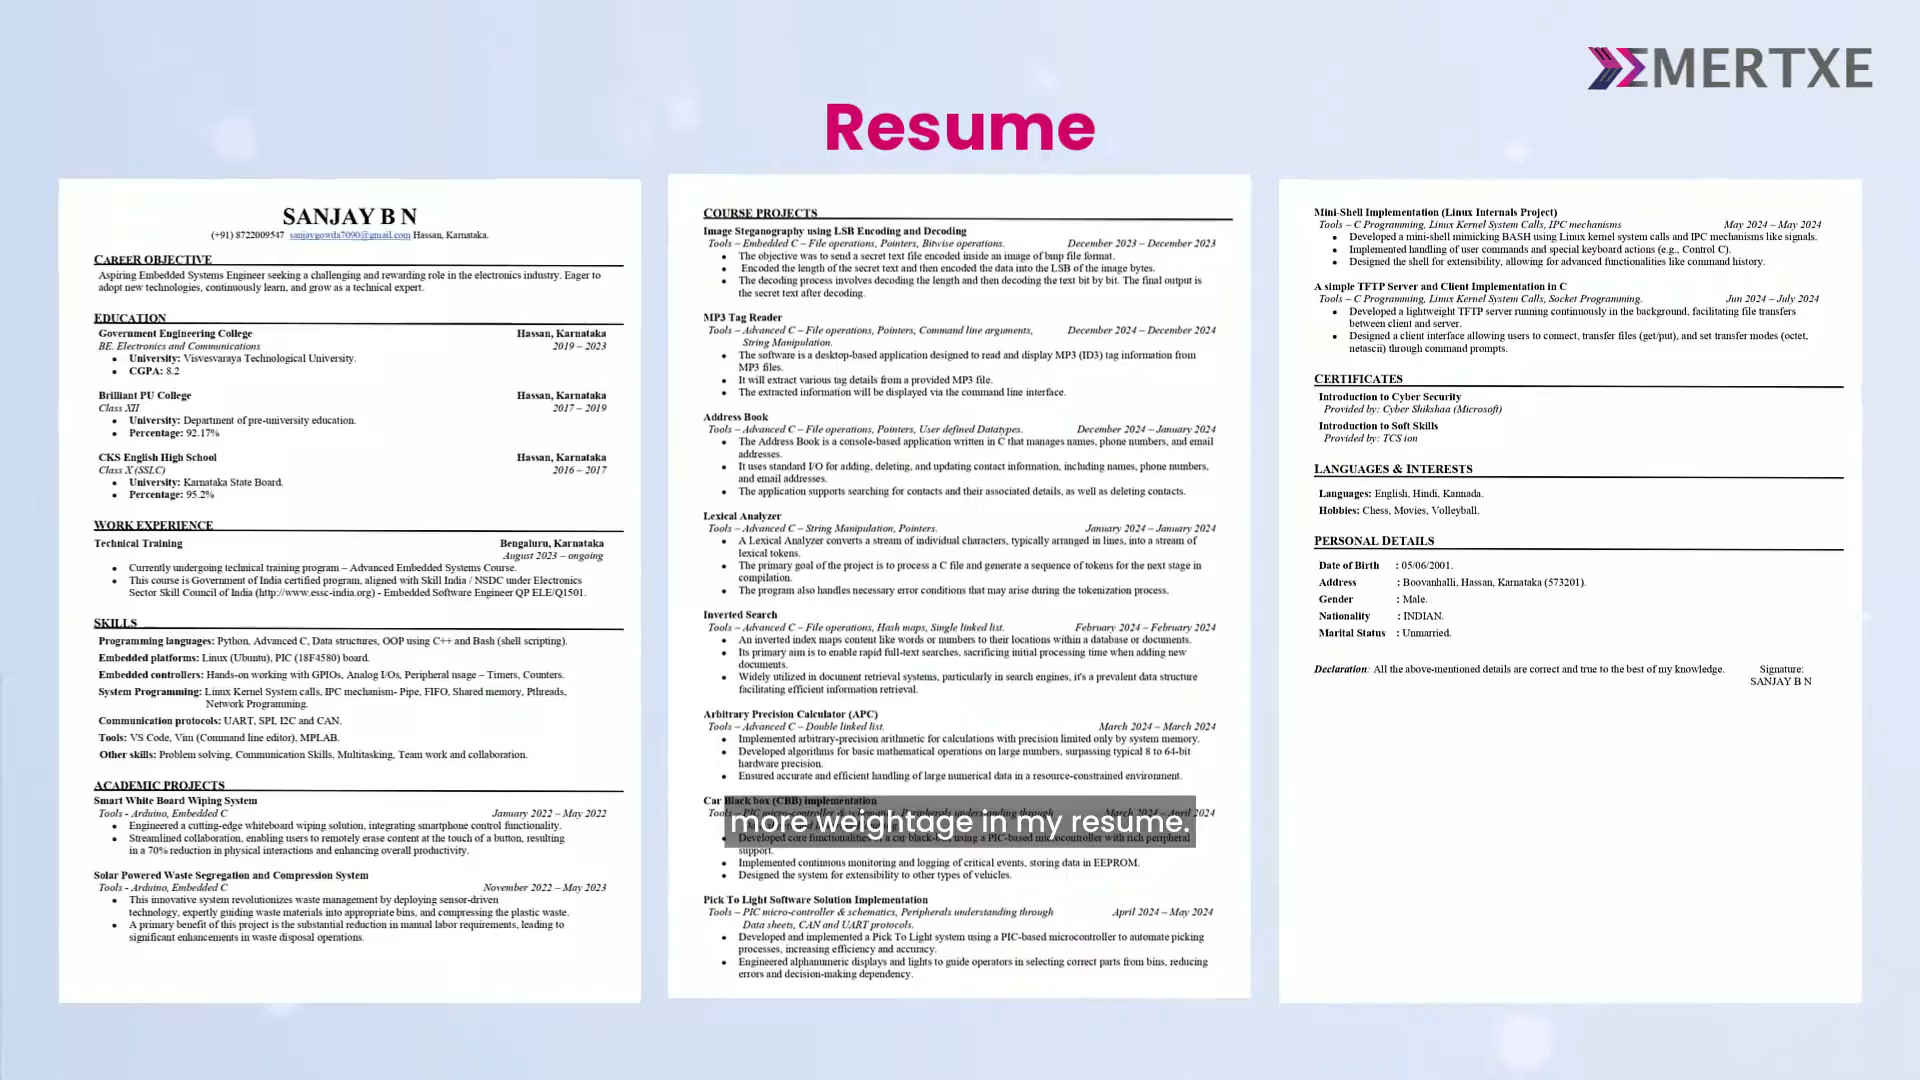 EMERTXE
Resume
SANJAY B N
(+91) 8722009547 sanjaygowda7090@gmail.com Hassan, Karnataka.
CAREER OBJECTIVE
Aspiring Embedded Systems Engineer seeking a challenging and rewarding role in the electronics industry. Eager to
adopt new technologies, continuously learn, and grow as a technical expert.
EDUCATION
Government Engineering College Hassan, Karnataka
BE. Electronics and Communications 2019 – 2023
• University: Visvesvaraya Technological University.
• CGPA: 8.2
Brilliant PU College Hassan, Karnataka
Class XII 2017 – 2019
• University: Department of pre-university education.
• Percentage: 92.17%
CKS English High School Hassan, Karnataka
Class X (SSLC) 2016 – 2017
• University: Karnataka State Board.
• Percentage: 95.2%
WORK EXPERIENCE
Technical Training Bengaluru, Karnataka
August 2023 – ongoing
• Currently undergoing technical training program – Advanced Embedded Systems Course.
• This course is Government of India certified program, aligned with Skill India / NSDC under Electronics
Sector Skill Council of India (http://www.essc-india.org) - Embedded Software Engineer QP ELE/Q1501.
SKILLS
Programming languages: Python, Advanced C, Data structures, OOP using C++ and Bash (shell scripting).
Embedded platforms: Linux (Ubuntu), PIC (18F4580) board.
Embedded controllers: Hands-on working with GPIOs, Analog I/Os, Peripheral usage – Timers, Counters.
System Programming: Linux Kernel System calls, IPC mechanism- Pipe, FIFO, Shared memory, Pthreads,
Network Programming.
Communication protocols: UART, SPI, I2C and CAN.
Tools: VS Code, Vim (Command line editor), MPLAB.
Other skills: Problem solving, Communication Skills, Multitasking, Team work and collaboration.
ACADEMIC PROJECTS
Smart White Board Wiping System
Tools - Arduino, Embedded C January 2022 – May 2022
• Engineered a cutting-edge whiteboard wiping solution, integrating smartphone control functionality.
• Streamlined collaboration, enabling users to remotely erase content at the touch of a button, resulting
in a 70% reduction in physical interactions and enhancing overall productivity.
Solar Powered Waste Segregation and Compression System
Tools - Arduino, Embedded C November 2022 – May 2023
• This innovative system revolutionizes waste management by deploying sensor-driven
technology, expertly guiding waste materials into appropriate bins, and compressing the plastic waste.
• A primary benefit of this project is the substantial reduction in manual labor requirements, leading to
significant enhancements in waste disposal operations.
COURSE PROJECTS
Image Steganography using LSB Encoding and Decoding
Tools – Embedded C – File operations, Pointers, Bitwise operations. December 2023 – December 2023
• The objective was to send a secret text file encoded inside an image of bmp file format.
• Encoded the length of the secret text and then encoded the data into the LSB of the image bytes.
• The decoding process involves decoding the length and then decoding the text bit by bit. The final output is
the secret text after decoding.
MP3 Tag Reader
Tools – Advanced C – File operations, Pointers, Command line arguments, December 2024 – December 2024
String Manipulation.
• The software is a desktop-based application designed to read and display MP3 (ID3) tag information from
MP3 files.
• It will extract various tag details from a provided MP3 file.
• The extracted information will be displayed via the command line interface.
Address Book
Tools – Advanced C – File operations, Pointers, User defined Datatypes. December 2024 – January 2024
• The Address Book is a console-based application written in C that manages names, phone numbers, and email
addresses.
• It uses standard I/O for adding, deleting, and updating contact information, including names, phone numbers,
and email addresses.
• The application supports searching for contacts and their associated details, as well as deleting contacts.
Lexical Analyzer
Tools – Advanced C – String Manipulation, Pointers. January 2024 – January 2024
• A Lexical Analyzer converts a stream of individual characters, typically arranged in lines, into a stream of
lexical tokens.
• The primary goal of the project is to process a C file and generate a sequence of tokens for the next stage in
compilation.
• The program also handles necessary error conditions that may arise during the tokenization process.
Inverted Search
Tools – Advanced C – File operations, Hash maps, Single linked list. February 2024 – February 2024
• An inverted index maps content like words or numbers to their locations within a database or documents.
• Its primary aim is to enable rapid full-text searches, sacrificing initial processing time when adding new
documents.
• Widely utilized in document retrieval systems, particularly in search engines, it's a prevalent data structure
facilitating efficient information retrieval.
Arbitrary Precision Calculator (APC)
Tools – Advanced C – Double linked list. March 2024 – March 2024
• Implemented arbitrary-precision arithmetic for calculations with precision limited only by system memory.
• Developed algorithms for basic mathematical operations on large numbers, surpassing typical 8 to 64-bit
hardware precision.
• Ensured accurate and efficient handling of large numerical data in a resource-constrained environment.
Car Black box (CBB) implementation
Tools – PIC micro-controller & schematics, Peripherals understanding through March 2024 – April 2024
more weightage in my resume.
Developed core functionalities of a car black-box using a PIC-based microcontroller with rich peripheral
support.
• Implemented continuous monitoring and logging of critical events, storing data in EEPROM.
• Designed the system for extensibility to other types of vehicles.
Pick To Light Software Solution Implementation
Tools – PIC micro-controller & schematics, Peripherals understanding through April 2024 – May 2024
Data sheets, CAN and UART protocols.
• Developed and implemented a Pick To Light system using a PIC-based microcontroller to automate picking
processes, increasing efficiency and accuracy.
• Engineered alphanumeric displays and lights to guide operators in selecting correct parts from bins, reducing
errors and decision-making dependency.
Mini-Shell Implementation (Linux Internals Project)
Tools – C Programming, Linux Kernel System Calls, IPC mechanisms May 2024 – May 2024
• Developed a mini-shell mimicking BASH using Linux kernel system calls and IPC mechanisms like signals.
• Implemented handling of user commands and special keyboard actions (e.g., Control C).
• Designed the shell for extensibility, allowing for advanced functionalities like command history.
A simple TFTP Server and Client Implementation in C
Tools – C Programming, Linux Kernel System Calls, Socket Programming. Jun 2024 – July 2024
• Developed a lightweight TFTP server running continuously in the background, facilitating file transfers
between client and server.
• Designed a client interface allowing users to connect, transfer files (get/put), and set transfer modes (octet,
netascii) through command prompts.
CERTIFICATES
Introduction to Cyber Security
Provided by: Cyber Shikshaa (Microsoft)
Introduction to Soft Skills
Provided by: TCS ion
LANGUAGES & INTERESTS
Languages: English, Hindi, Kannada.
Hobbies: Chess, Movies, Volleyball.
PERSONAL DETAILS
Date of Birth : 05/06/2001.
Address : Boovanhalli, Hassan, Karnataka (573201).
Gender : Male.
Nationality : INDIAN.
Marital Status : Unmarried.
Declaration: All the above-mentioned details are correct and true to the best of my knowledge. Signature:
SANJAY B N